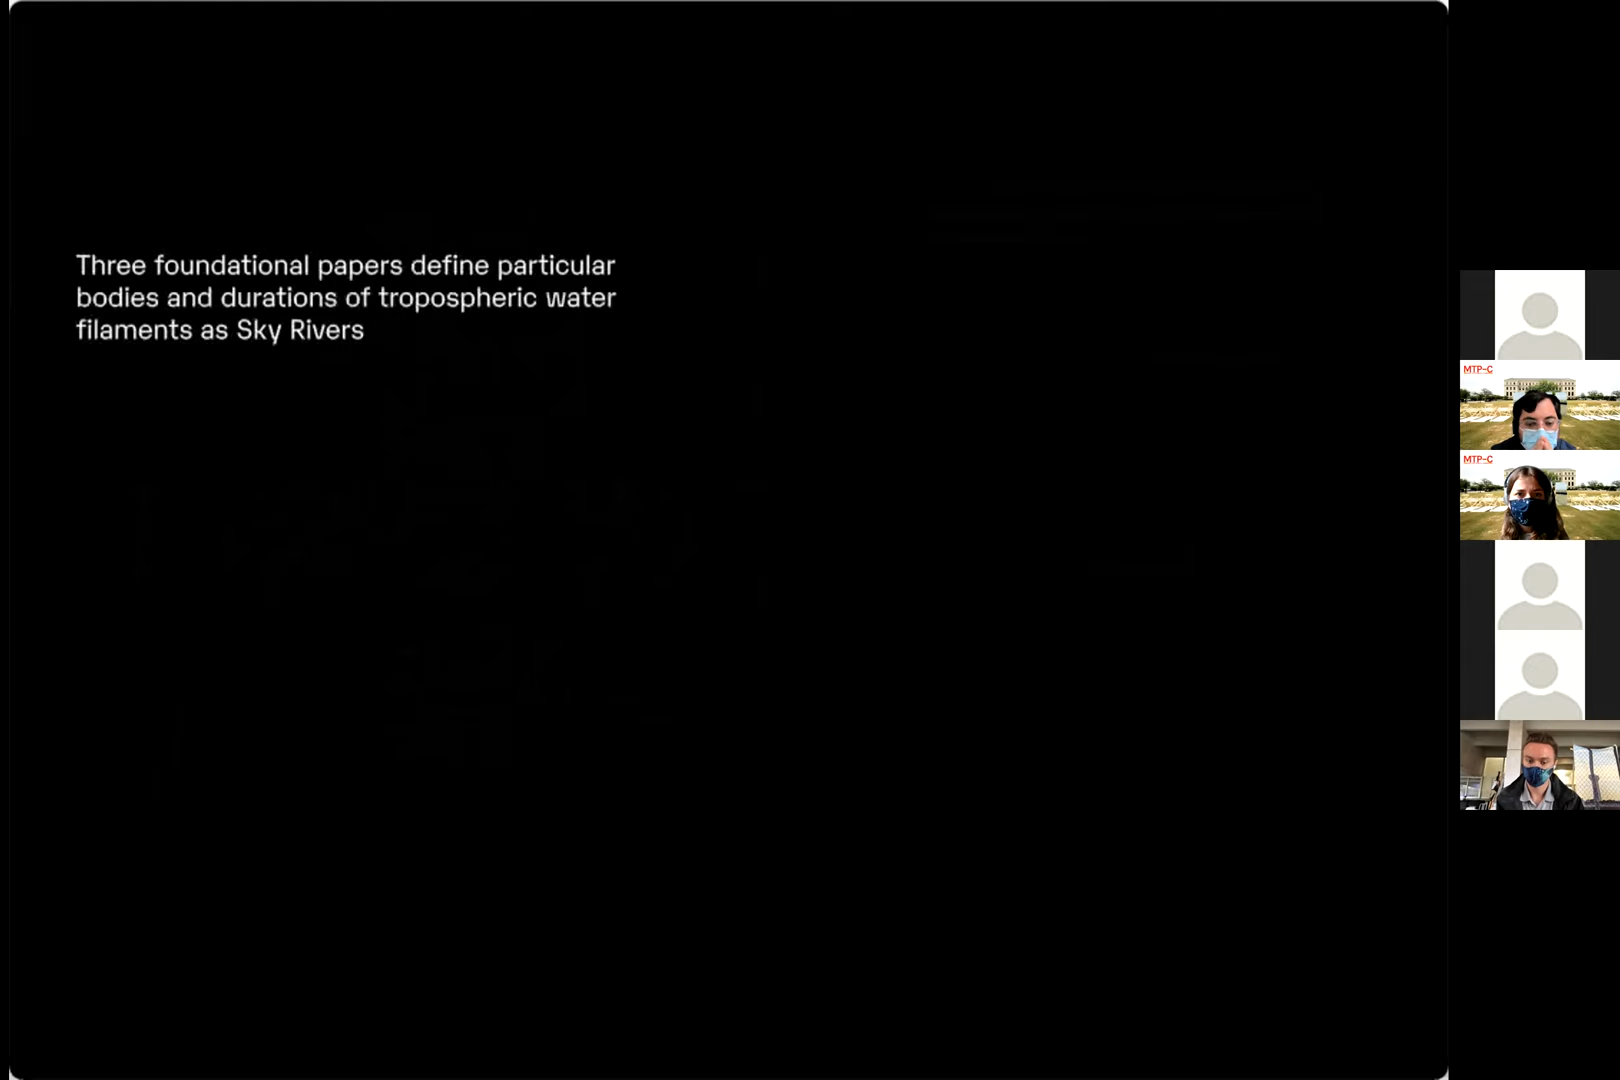 Three foundational papers define particular
bodies and durations of tropospheric water
filaments as Sky Rivers
MTP-C
MTP-C